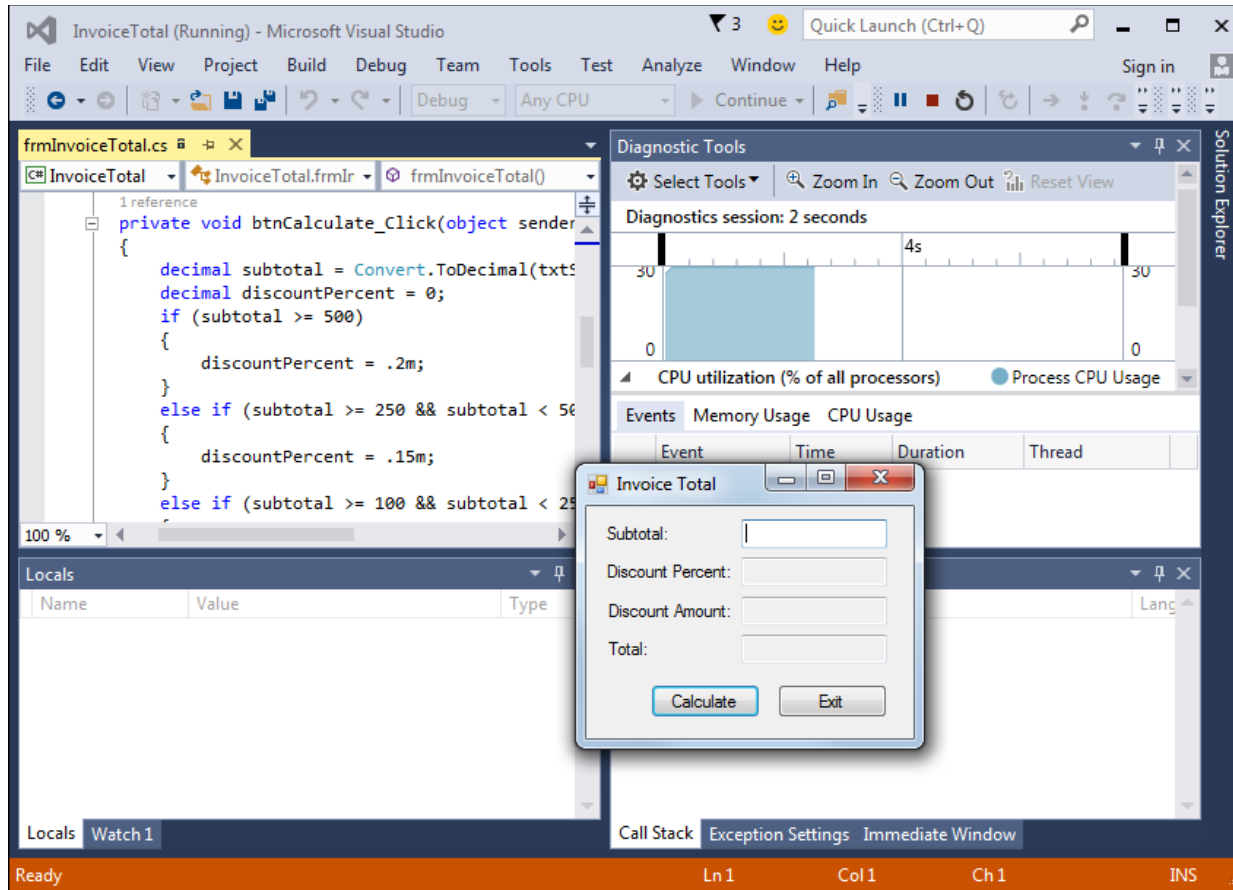 InvoiceTotal (Running) - Microsoft Visual Studio
3
Quick Launch (Ctrl+Q)
File Edit View Project Build Debug Team Tools Test Analyze Window Help Sign in
Debug Any CPU Continue
frmInvoiceTotal.cs
C# InvoiceTotal InvoiceTotal.frmIr frmInvoiceTotal()
1 reference
private void btnCalculate_Click(object sender
{
decimal subtotal = Convert.ToDecimal(txtS
decimal discountPercent = 0;
if (subtotal >= 500)
{
discountPercent = .2m;
}
else if (subtotal >= 250 && subtotal < 50
{
discountPercent = .15m;
}
else if (subtotal >= 100 && subtotal < 25
100 %
Diagnostic Tools
Select Tools Zoom In Zoom Out Reset View
Diagnostics session: 2 seconds
4s
30 30
0 0
CPU utilization (% of all processors) Process CPU Usage
Events Memory Usage CPU Usage
Event Time Duration Thread
Solution Explorer
Invoice Total
Subtotal:
Discount Percent:
Discount Amount:
Total:
Calculate Exit
Locals
Name Value Type
Lang
Locals Watch 1
Call Stack Exception Settings Immediate Window
Ready Ln 1 Col 1 Ch 1 INS